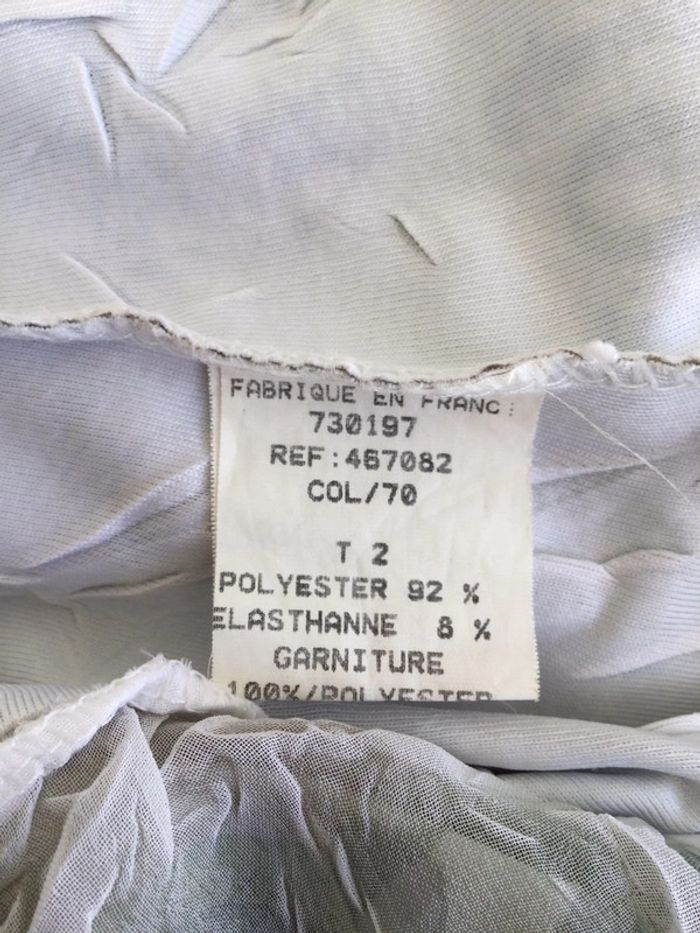 FABRIQUE EN FRANC
730197
REF:467082
COL/70
T 2
POLYESTER 92 %
ELASTHANNE 8 %
GARNITURE
100%/POLYESTER